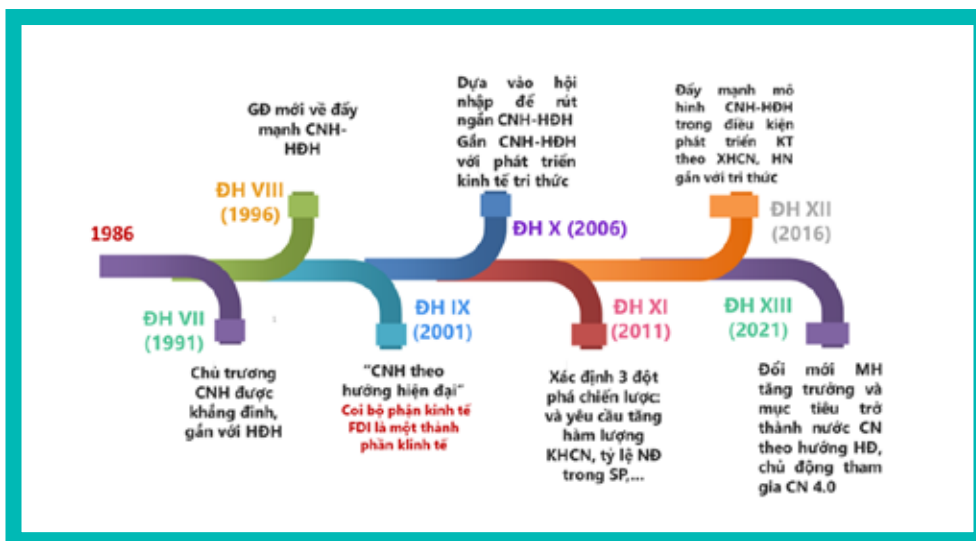 1986
ĐH VII
(1991)
Chủ trương
CNH được
khẳng đinh,
gắn với HĐH
GĐ mới về đẩy
mạnh CNH-
HĐH
ĐH VIII
(1996)
ĐH IX
(2001)
"CNH theo
hướng hiện đại"
Coi bộ phận kinh tế
FDI là một thành
phần klinh tế
Dựa vào hội
nhập để rút
ngắn CNH-HĐH
Gắn CNH-HĐH
với phát triển
kinh tế tri thức
ĐH X (2006)
ĐH XI
(2011)
Xác định 3 đột
phá chiến lược:
và yêu cầu tăng
hàm lượng
KHCN, tỷ lệ NĐ
trong SP,...
Đẩy mạnh mô
hình CNH-HĐH
trong điều kiện
phát triển KT
theo XHCN, HN
gắn với tri thức
ĐH XII
(2016)
ĐH XIII
(2021)
Đổi mới MH
tăng trưởng và
mục tiêu trở
thành nước CN
theo hướng HĐ,
chủ động tham
gia CN 4.0